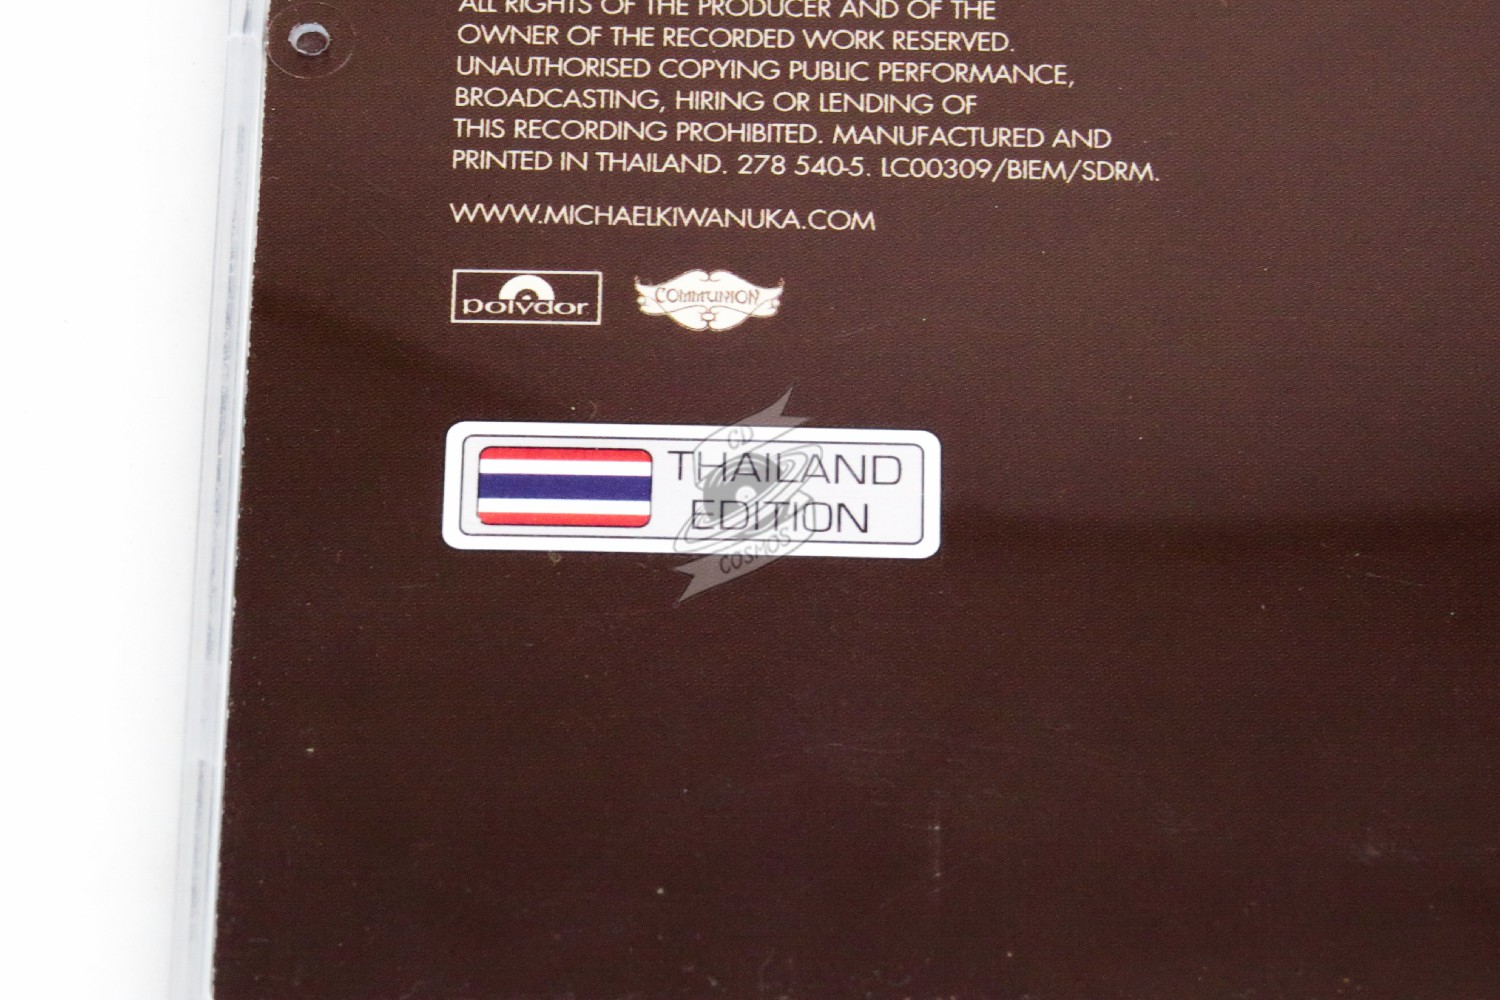 ALL RIGHTS OF THE PRODUCER AND OF THE
OWNER OF THE RECORDED WORK RESERVED.
UNAUTHORISED COPYING PUBLIC PERFORMANCE,
BROADCASTING, HIRING OR LENDING OF
THIS RECORDING PROHIBITED. MANUFACTURED AND
PRINTED IN THAILAND. 278 540-5. LC00309/BIEM/SDRM.
WWW.MICHAELKIWANUKA.COM
polydor
COMMUNION
THAILAND
EDITION
CD
COSMOS